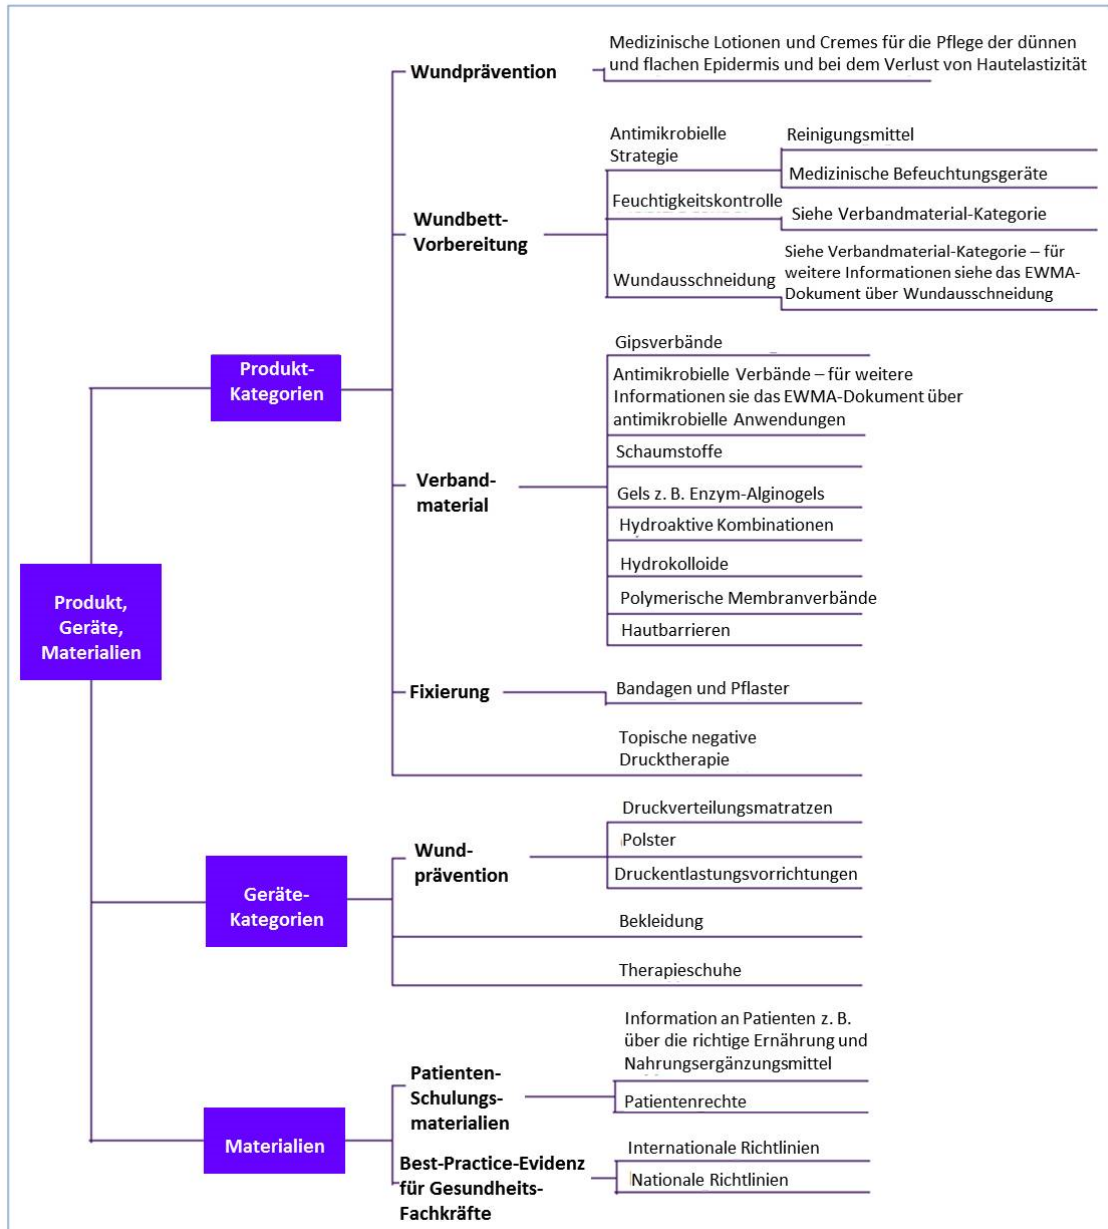 Medizinische Lotionen und Cremes für die Pflege der dünnen
und flachen Epidermis und bei dem Verlust von Hautelastizität
Wundprävention
Antimikrobielle
Strategie
Reinigungsmittel
Medizinische Befeuchtungsgeräte
Feuchtigkeitskontrolle
Siehe Verbandmaterial-Kategorie
Wundbett-
Vorbereitung
Wundausschneidung
Siehe Verbandmaterial-Kategorie – für
weitere Informationen siehe das EWMA-
Dokument über Wundausschneidung
Produkt-
Kategorien
Gipsverbände
Antimikrobielle Verbände – für weitere
Informationen sie das EWMA-Dokument über
antimikrobielle Anwendungen
Schaumstoffe
Verband-
material
Gels z. B. Enzym-Alginogels
Hydroaktive Kombinationen
Hydrokolloide
Polymerische Membranverbände
Hautbarrieren
Produkt,
Geräte,
Materialien
Fixierung
Bandagen und Pflaster
Topische negative
Drucktherapie
Druckverteilungsmatratzen
Wund-
prävention
Polster
Druckentlastungsvorrichtungen
Geräte-
Kategorien
Bekleidung
Therapieschuhe
Information an Patienten z. B.
über die richtige Ernährung und
Nahrungsergänzungsmittel
Patienten-
Schulungs-
materialien
Patientenrechte
Materialien
Best-Practice-Evidenz
für Gesundheits-
Fachkräfte
Internationale Richtlinien
Nationale Richtlinien